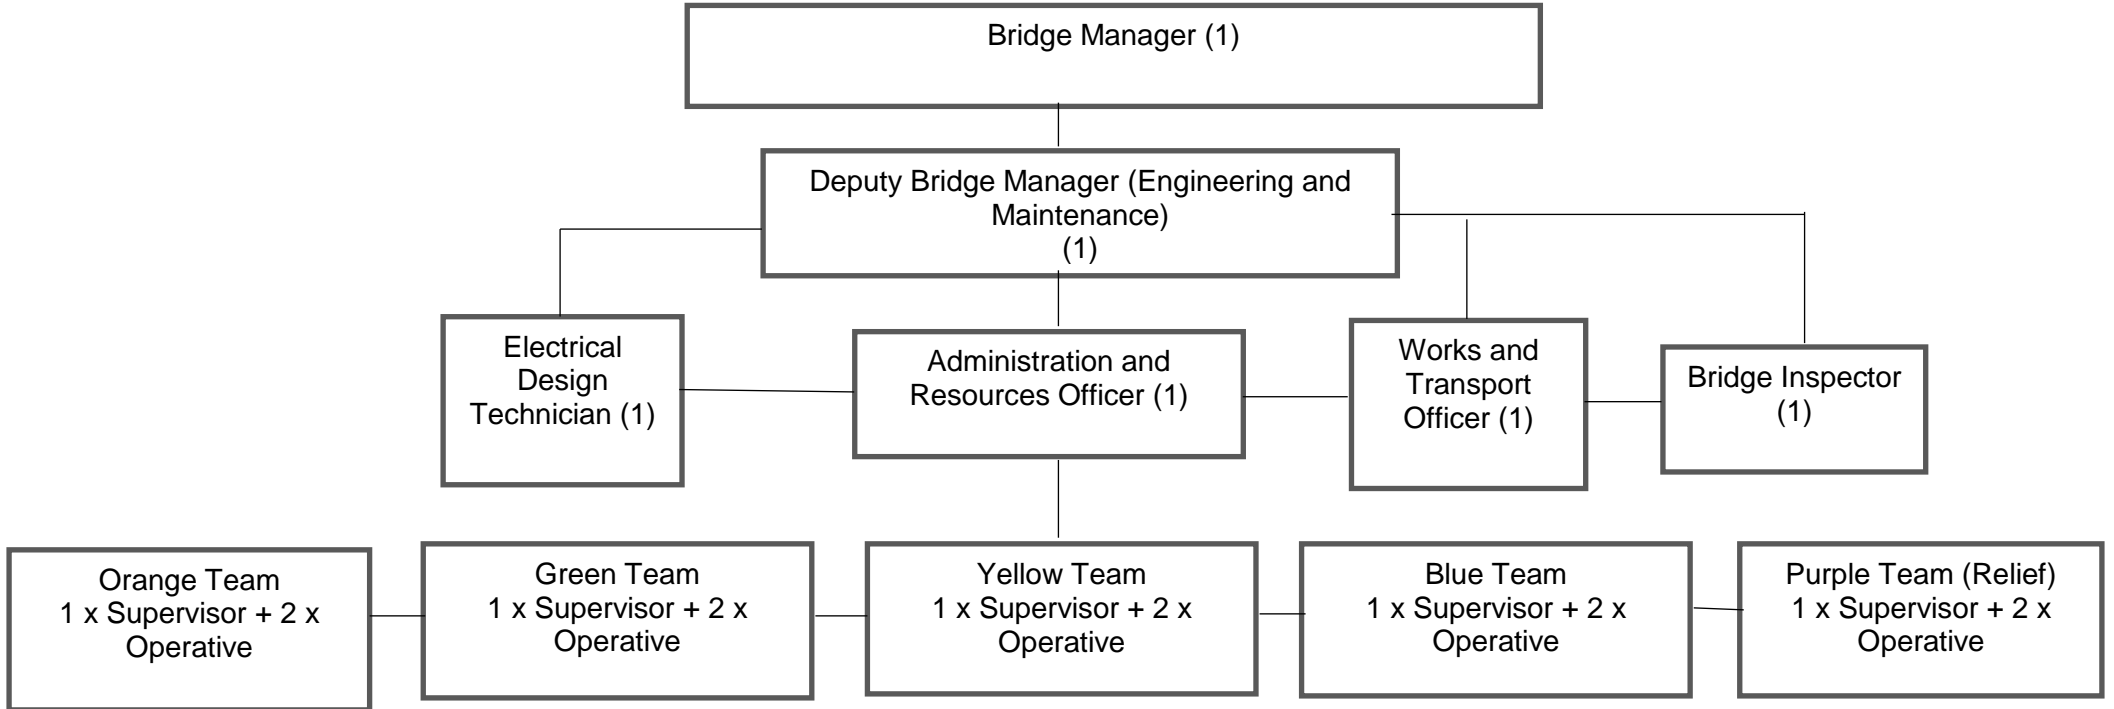 Bridge Manager (1)
Deputy Bridge Manager (Engineering and
Maintenance)
(1)
Electrical
Design
Technician (1)
Administration and
Resources Officer (1)
Works and
Transport
Officer (1)
Bridge Inspector
(1)
Orange Team
1 x Supervisor + 2 x
Operative
Green Team
1 x Supervisor + 2 x
Operative
Yellow Team
1 x Supervisor + 2 x
Operative
Blue Team
1 x Supervisor + 2 x
Operative
Purple Team (Relief)
1 x Supervisor + 2 x
Operative